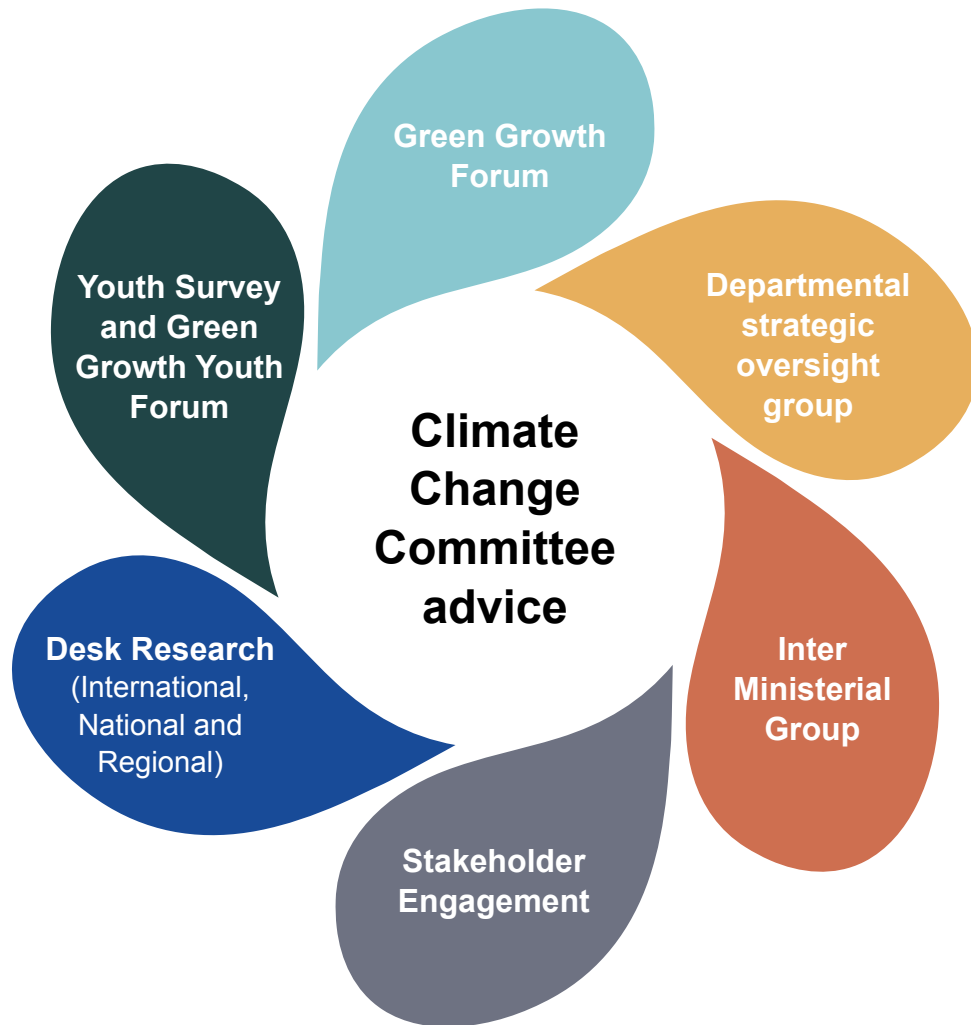 Green Growth
Forum
Departmental
strategic
oversight
group
Inter
Ministerial
Group
Stakeholder
Engagement
Desk Research
(International,
National and
Regional)
Youth Survey
and Green
Growth Youth
Forum
Climate
Change
Committee
advice